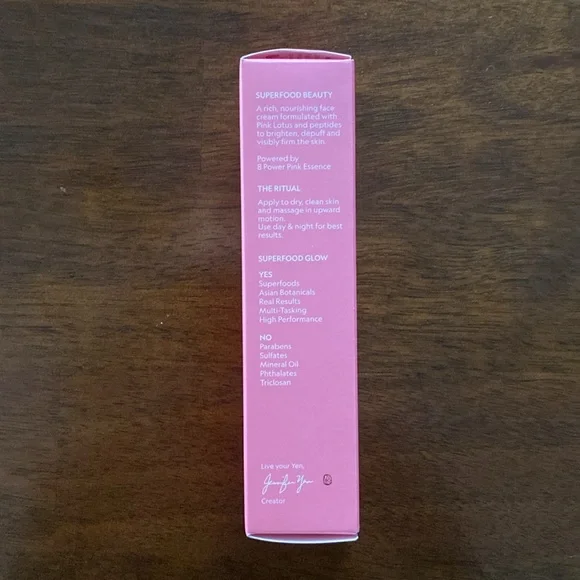 SUPERFOOD BEAUTY
A rich, nourishing face
cream formulated with
Pink Lotus and peptides
to brighten, depuff and
visibly firm the skin.
Powered by
8 Power Pink Essence
THE RITUAL
Apply to dry, clean skin
and massage in upward
motion.
Use day & night for best
results.
SUPERFOOD GLOW
YES
Superfoods
Asian Botanicals
Real Results
Multi-Tasking
High Performance
NO
Parabens
Sulfates
Mineral Oil
Phthalates
Triclosan
Live your Yen,
Jennifer Yen
Creator